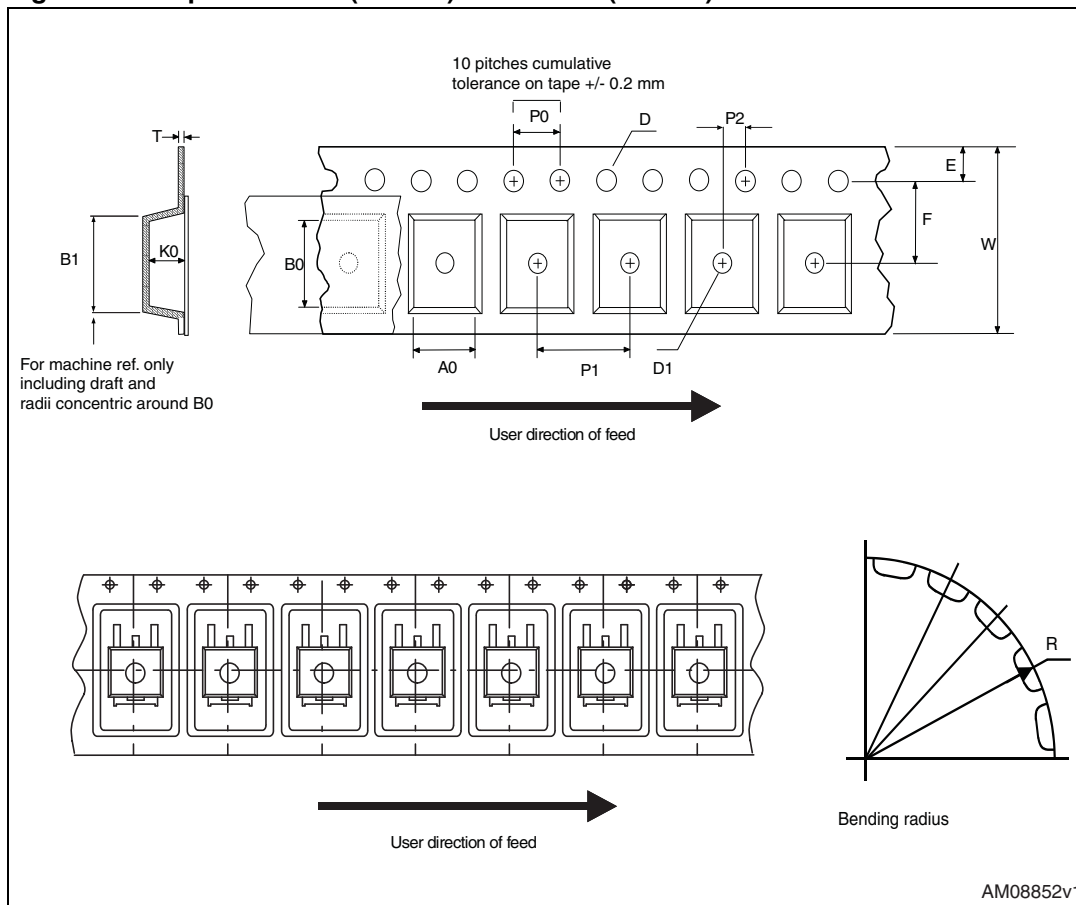 10 pitches cumulative
tolerance on tape +/- 0.2 mm
T
P0
D
P2
E
F
W
B1
K0
B0
For machine ref. only
including draft and
radii concentric around B0
A0
P1
D1
User direction of feed
R
Bending radius
User direction of feed
AM08852v1